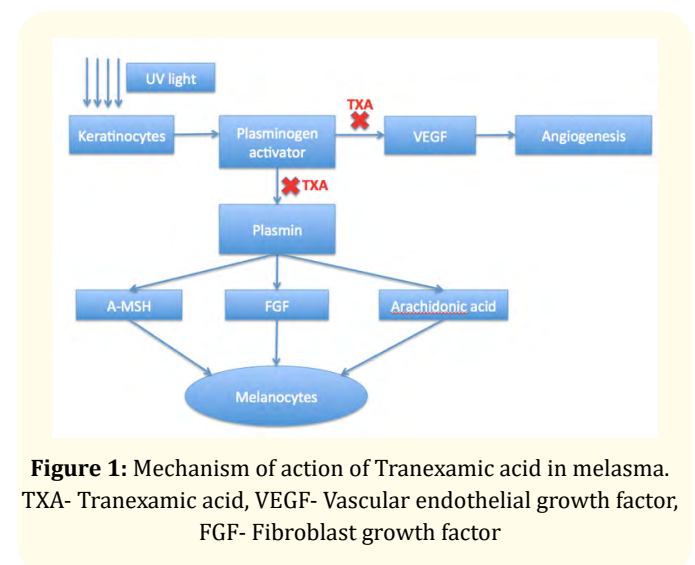 UV light
TXA
Keratinocytes
Plasminogen
activator
VEGF
Angiogenesis
TXA
Plasmin
A-MSH
FGF
Arachidonic acid
Melanocytes
Figure 1: Mechanism of action of Tranexamic acid in melasma.
TXA- Tranexamic acid, VEGF- Vascular endothelial growth factor,
FGF- Fibroblast growth factor